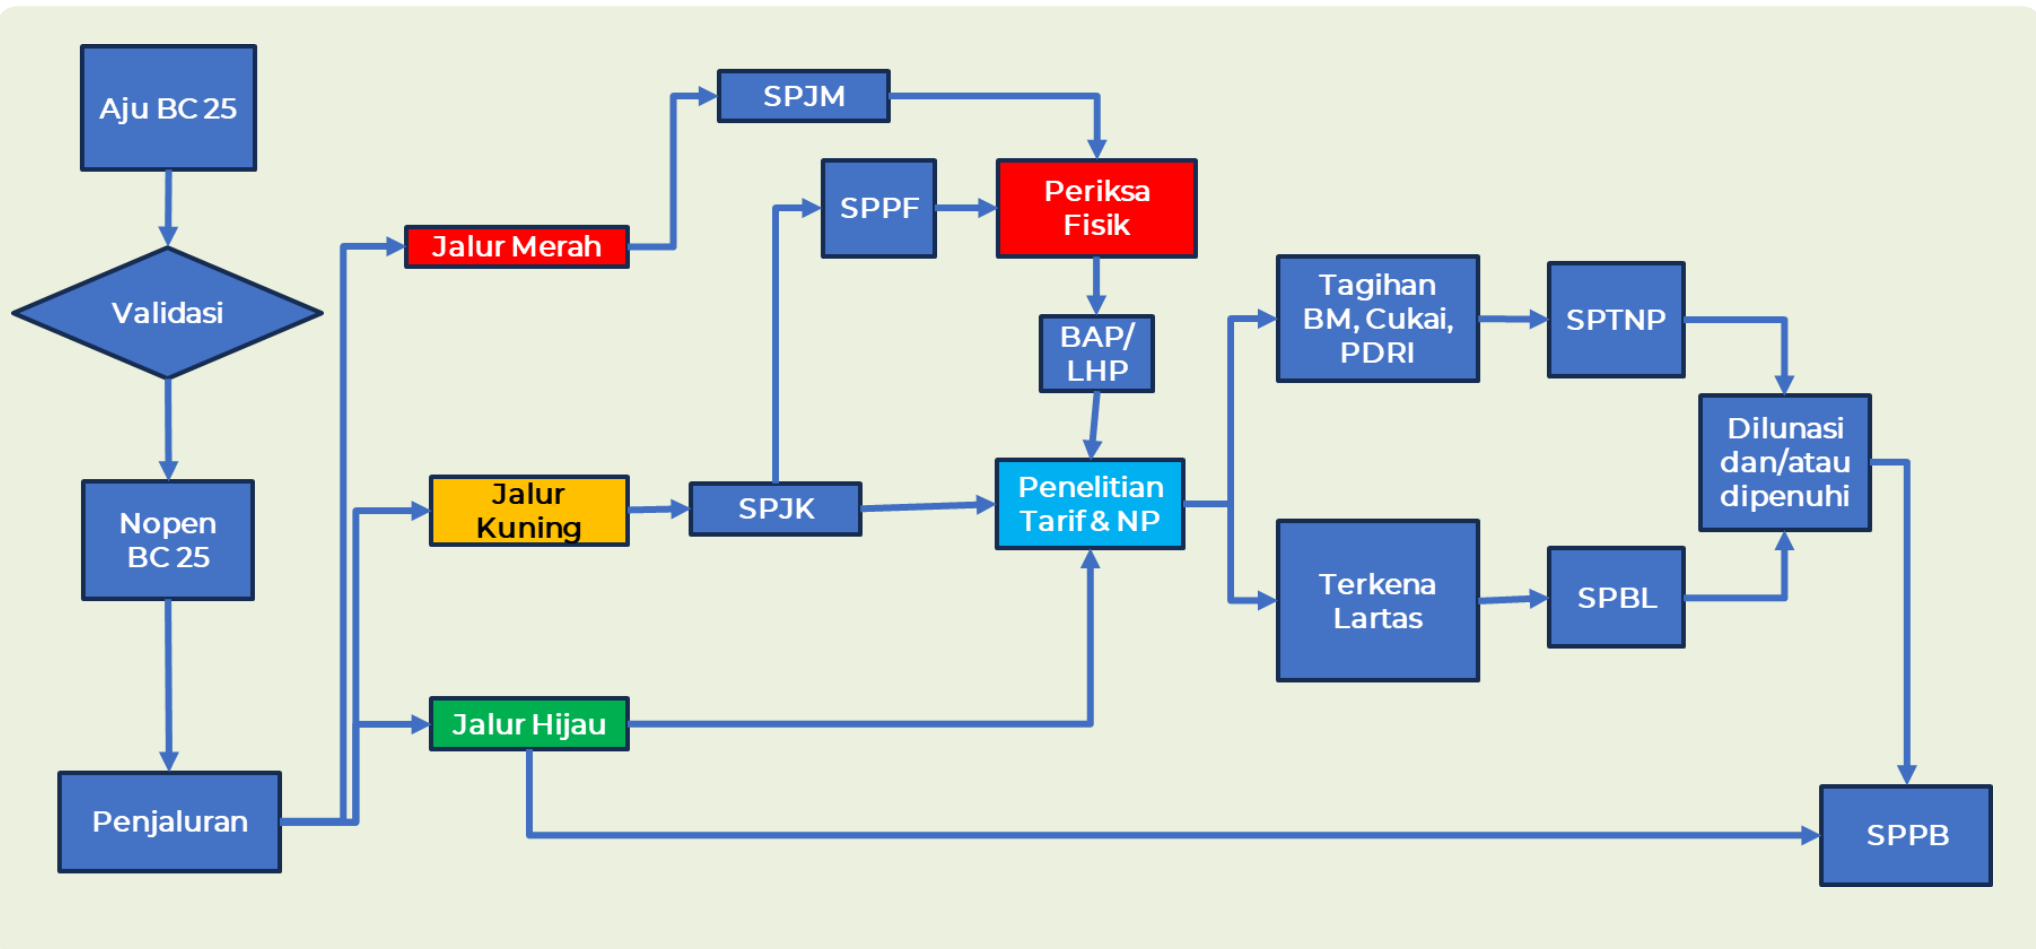 Aju BC 25
Validasi
Nopen
BC 25
Penjaluran
Jalur Merah
SPJM
SPPF
Periksa
Fisik
BAP/
LHP
Jalur
Kuning
SPJK
Penelitian
Tarif & NP
Jalur Hijau
Tagihan
BM, Cukai,
PDRI
SPTNP
Terkena
Lartas
SPBL
Dilunasi
dan/atau
dipenuhi
SPPB